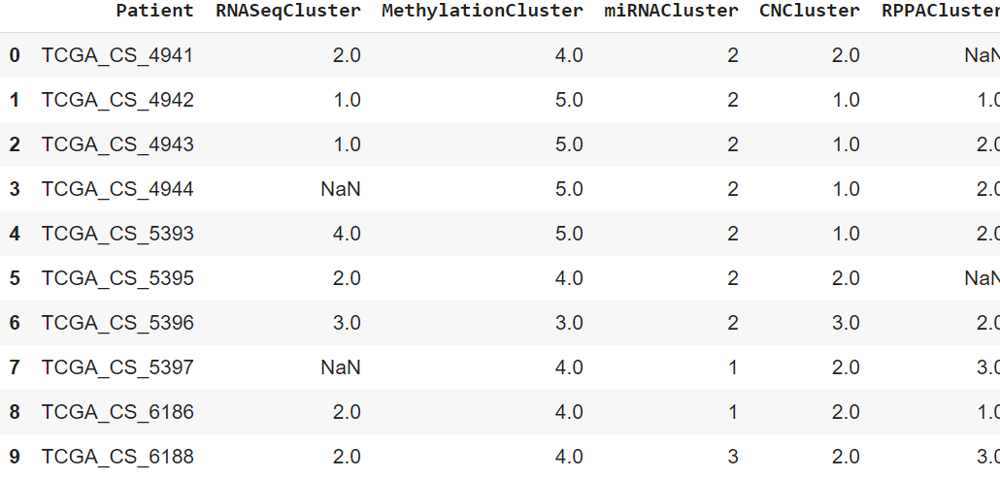 Patient RNASeqCluster MethylationCluster miRNACluster CNCluster RPPACluster
0 TCGA_CS_4941 2.0 4.0 2 2.0 NaN
1 TCGA_CS_4942 1.0 5.0 2 1.0 1.0
2 TCGA_CS_4943 1.0 5.0 2 1.0 2.0
3 TCGA_CS_4944 NaN 5.0 2 1.0 2.0
4 TCGA_CS_5393 4.0 5.0 2 1.0 2.0
5 TCGA_CS_5395 2.0 4.0 2 2.0 NaN
6 TCGA_CS_5396 3.0 3.0 2 3.0 2.0
7 TCGA_CS_5397 NaN 4.0 1 2.0 3.0
8 TCGA_CS_6186 2.0 4.0 1 2.0 1.0
9 TCGA_CS_6188 2.0 4.0 3 2.0 3.0